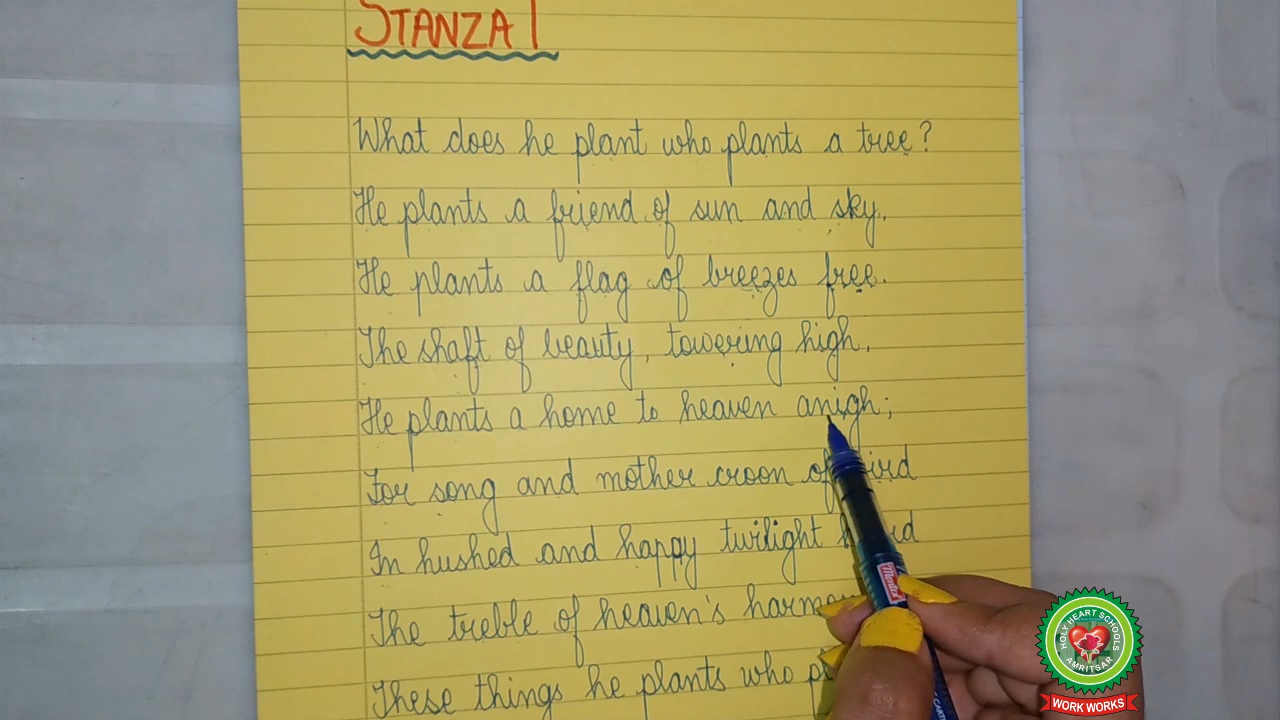 STANZA 1
What does he plant who plants a tree?
He plants a friend of sun and sky.
He plants a flag of breezes free.
The shaft of beauty, towering high.
He plants a home to heaven anigh;
For song and mother croon of
In hushed and happy twilight
The treble of heaven's
These things he plants who
HOLY HEART SCHOOLS
AMRITSAR
WORK WORKS